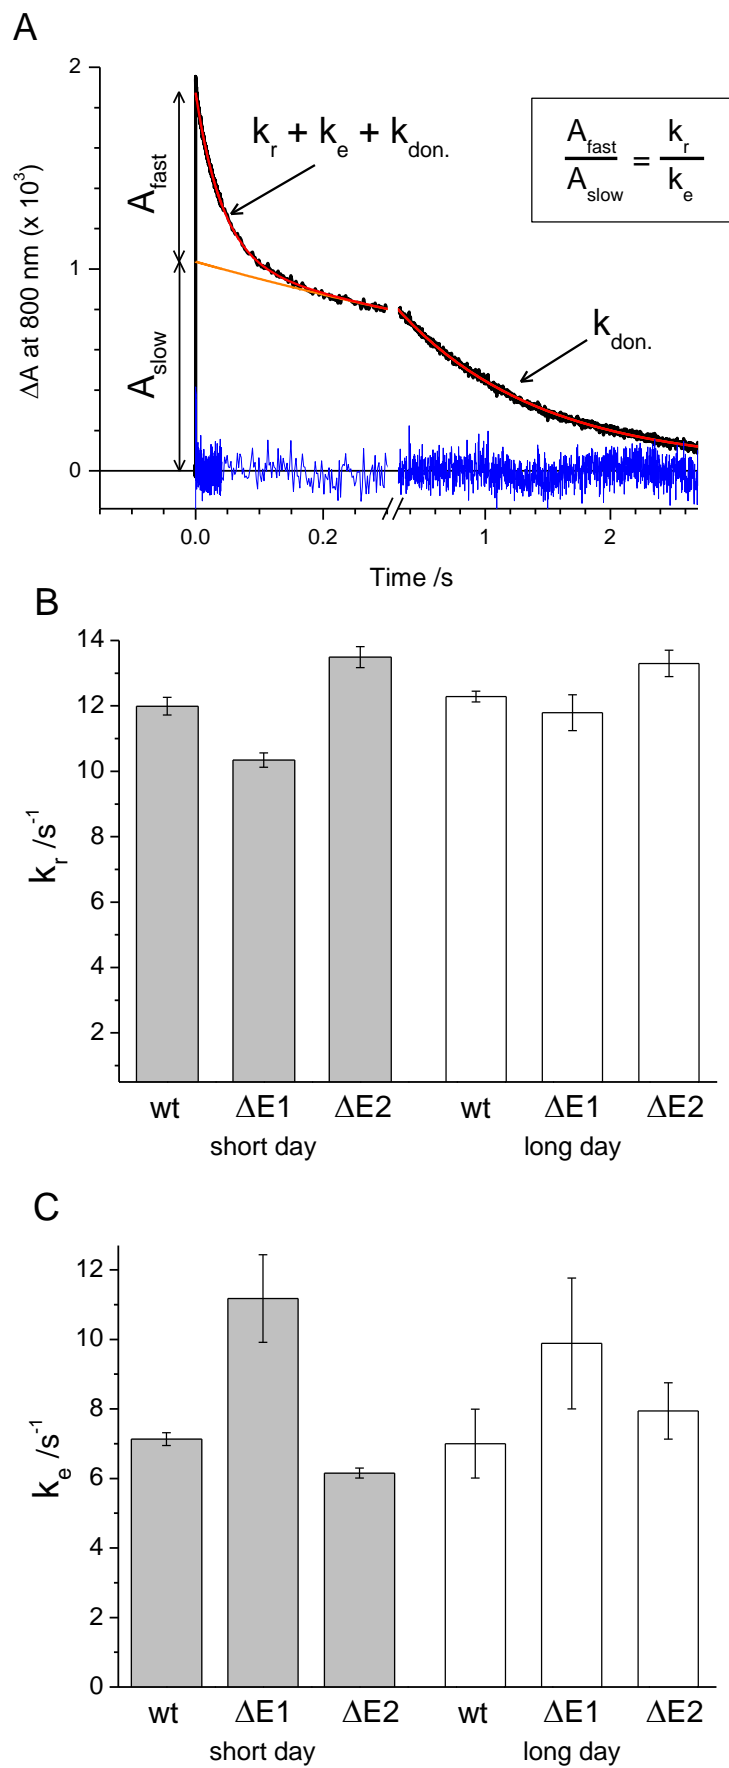 A
ΔA at 800 nm (x 10³)
2
1
0
A_fast
A_slow
k_r + k_e + k_don.
k_don.
A_fast / A_slow = k_r / k_e
0.0 0.2 1 2
Time /s
B
k_r /s⁻¹
14
12
10
8
6
4
2
wt ΔE1 ΔE2 wt ΔE1 ΔE2
short day long day
C
k_e /s⁻¹
12
10
8
6
4
2
0
wt ΔE1 ΔE2 wt ΔE1 ΔE2
short day long day